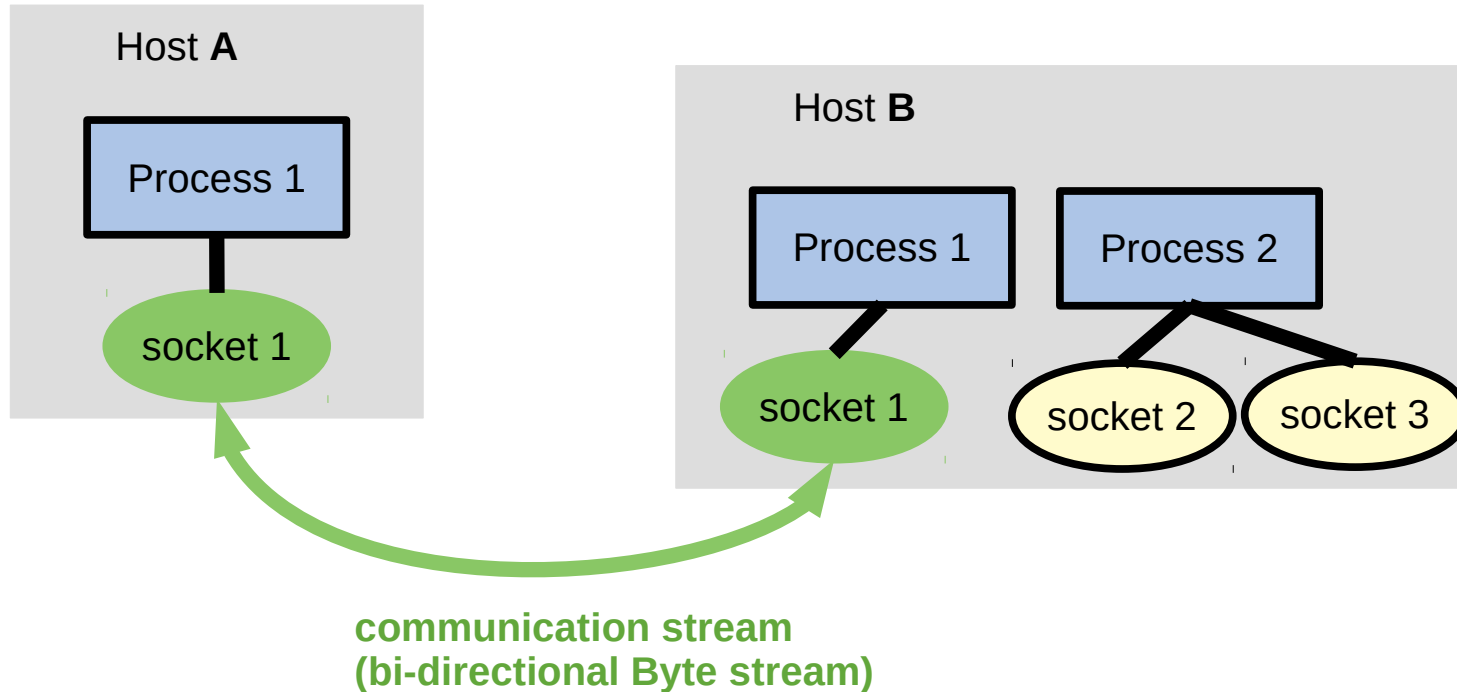 Host A
Process 1
socket 1
Host B
Process 1
Process 2
socket 1
socket 2
socket 3
communication stream
(bi-directional Byte stream)